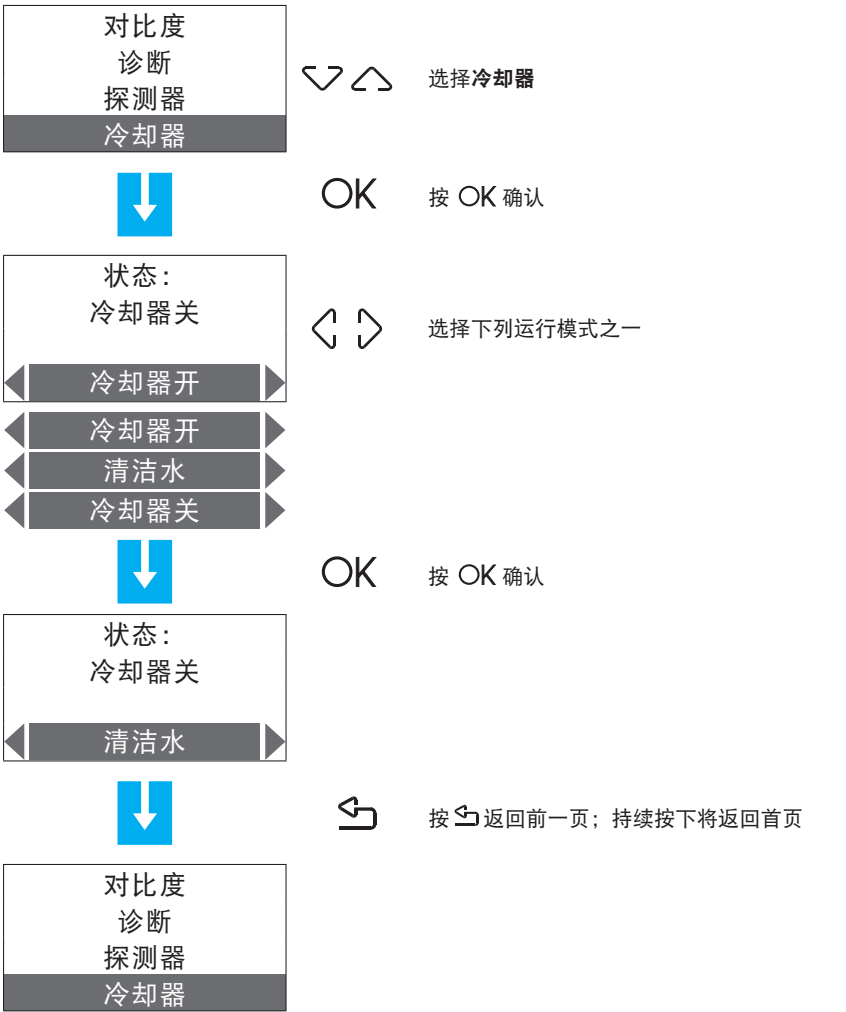 对比度
诊断
探测器
冷却器
选择冷却器
OK
按 OK 确认
状态:
冷却器关
冷却器开
选择下列运行模式之一
冷却器开
清洁水
冷却器关
OK
按 OK 确认
状态:
冷却器关
清洁水
按 返回前一页；持续按下将返回首页
对比度
诊断
探测器
冷却器